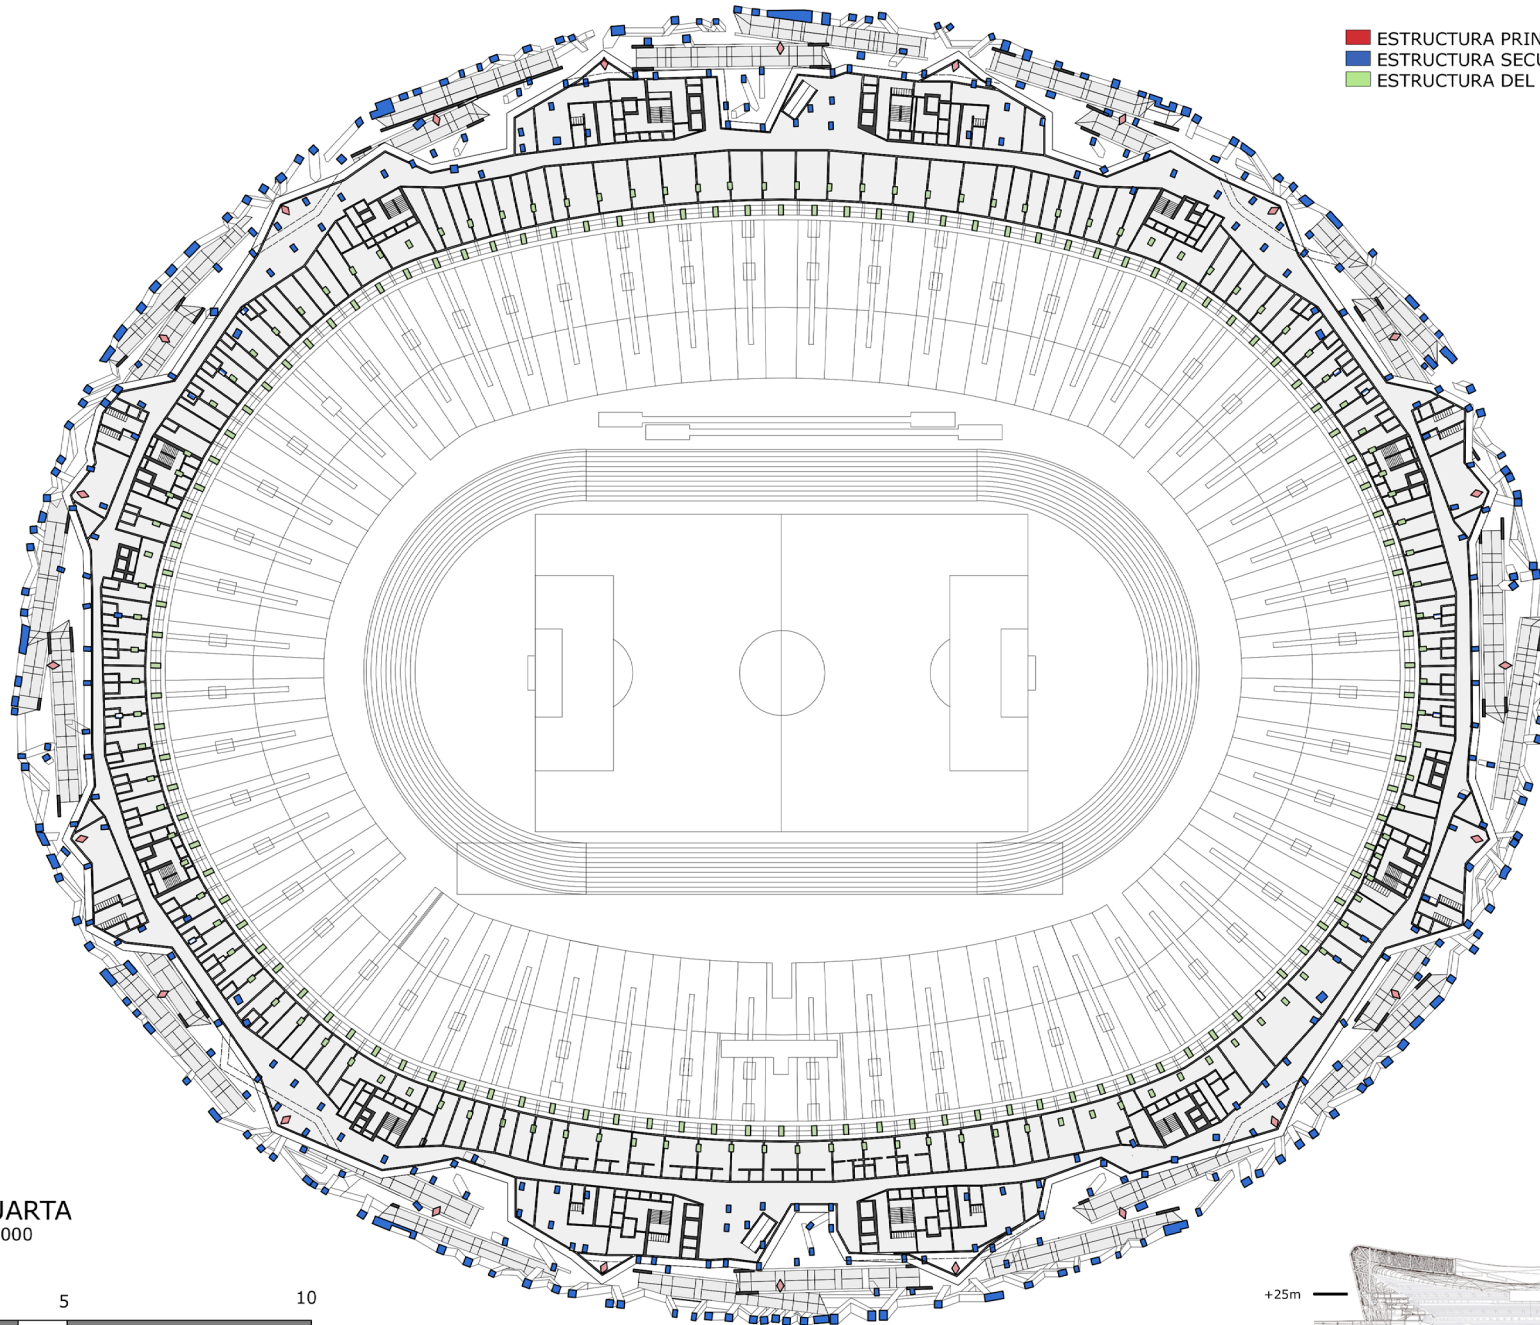 ESTRUCTURA PRIN
ESTRUCTURA SECU
ESTRUCTURA DEL
UARTA
000
5 10
+25m